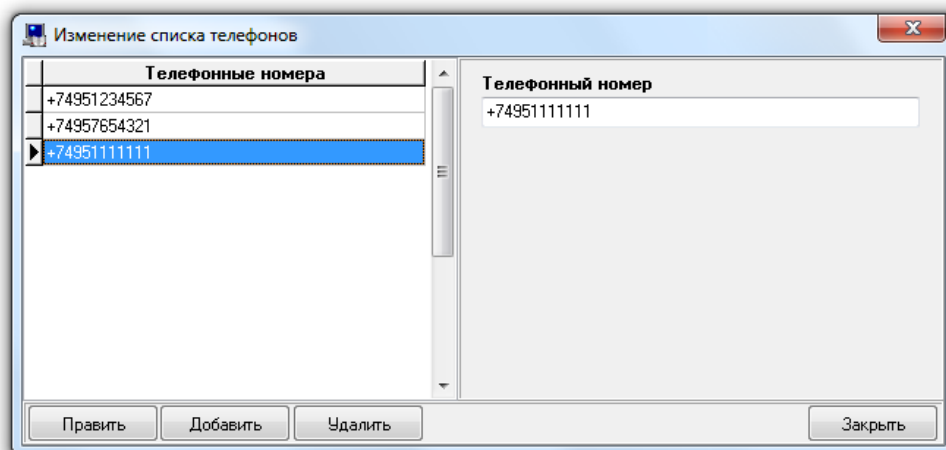 Изменение списка телефонов
Телефонные номера
+74951234567
+74957654321
+74951111111
Телефонный номер
+74951111111
Править
Добавить
Удалить
Закрыть